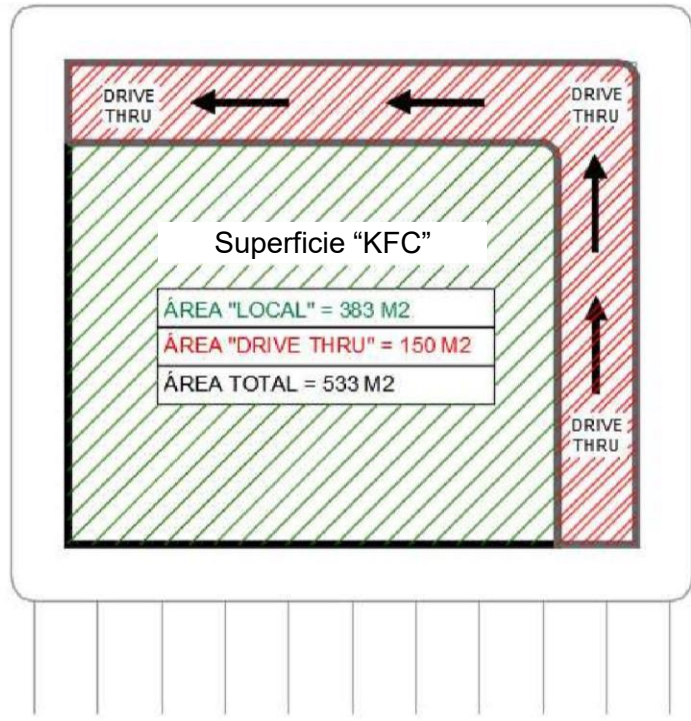 DRIVE
THRU
DRIVE
THRU
Superficie “KFC”
ÁREA "LOCAL" = 383 M2
ÁREA "DRIVE THRU" = 150 M2
ÁREA TOTAL = 533 M2
DRIVE
THRU